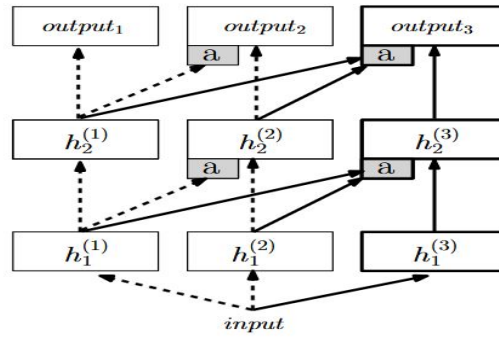 output₁ output₂ output₃
a a
h₂⁽¹⁾ h₂⁽²⁾ h₂⁽³⁾
a a
h₁⁽¹⁾ h₁⁽²⁾ h₁⁽³⁾
input